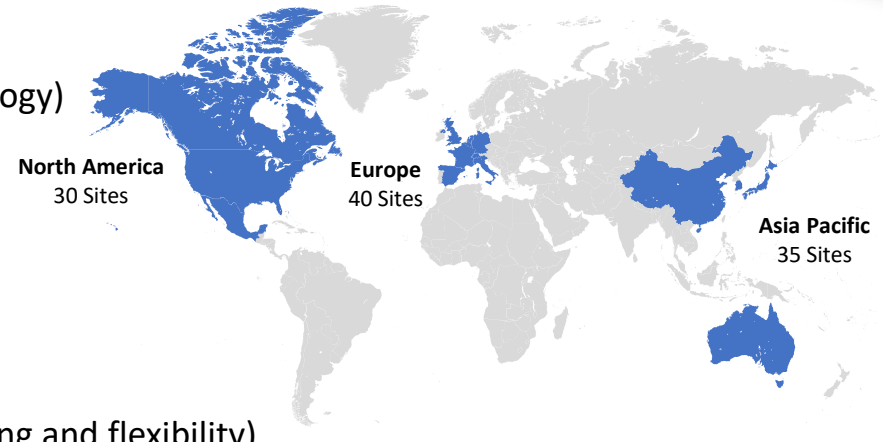 ogy)
North America
30 Sites
Europe
40 Sites
Asia Pacific
35 Sites
ng and flexibility)